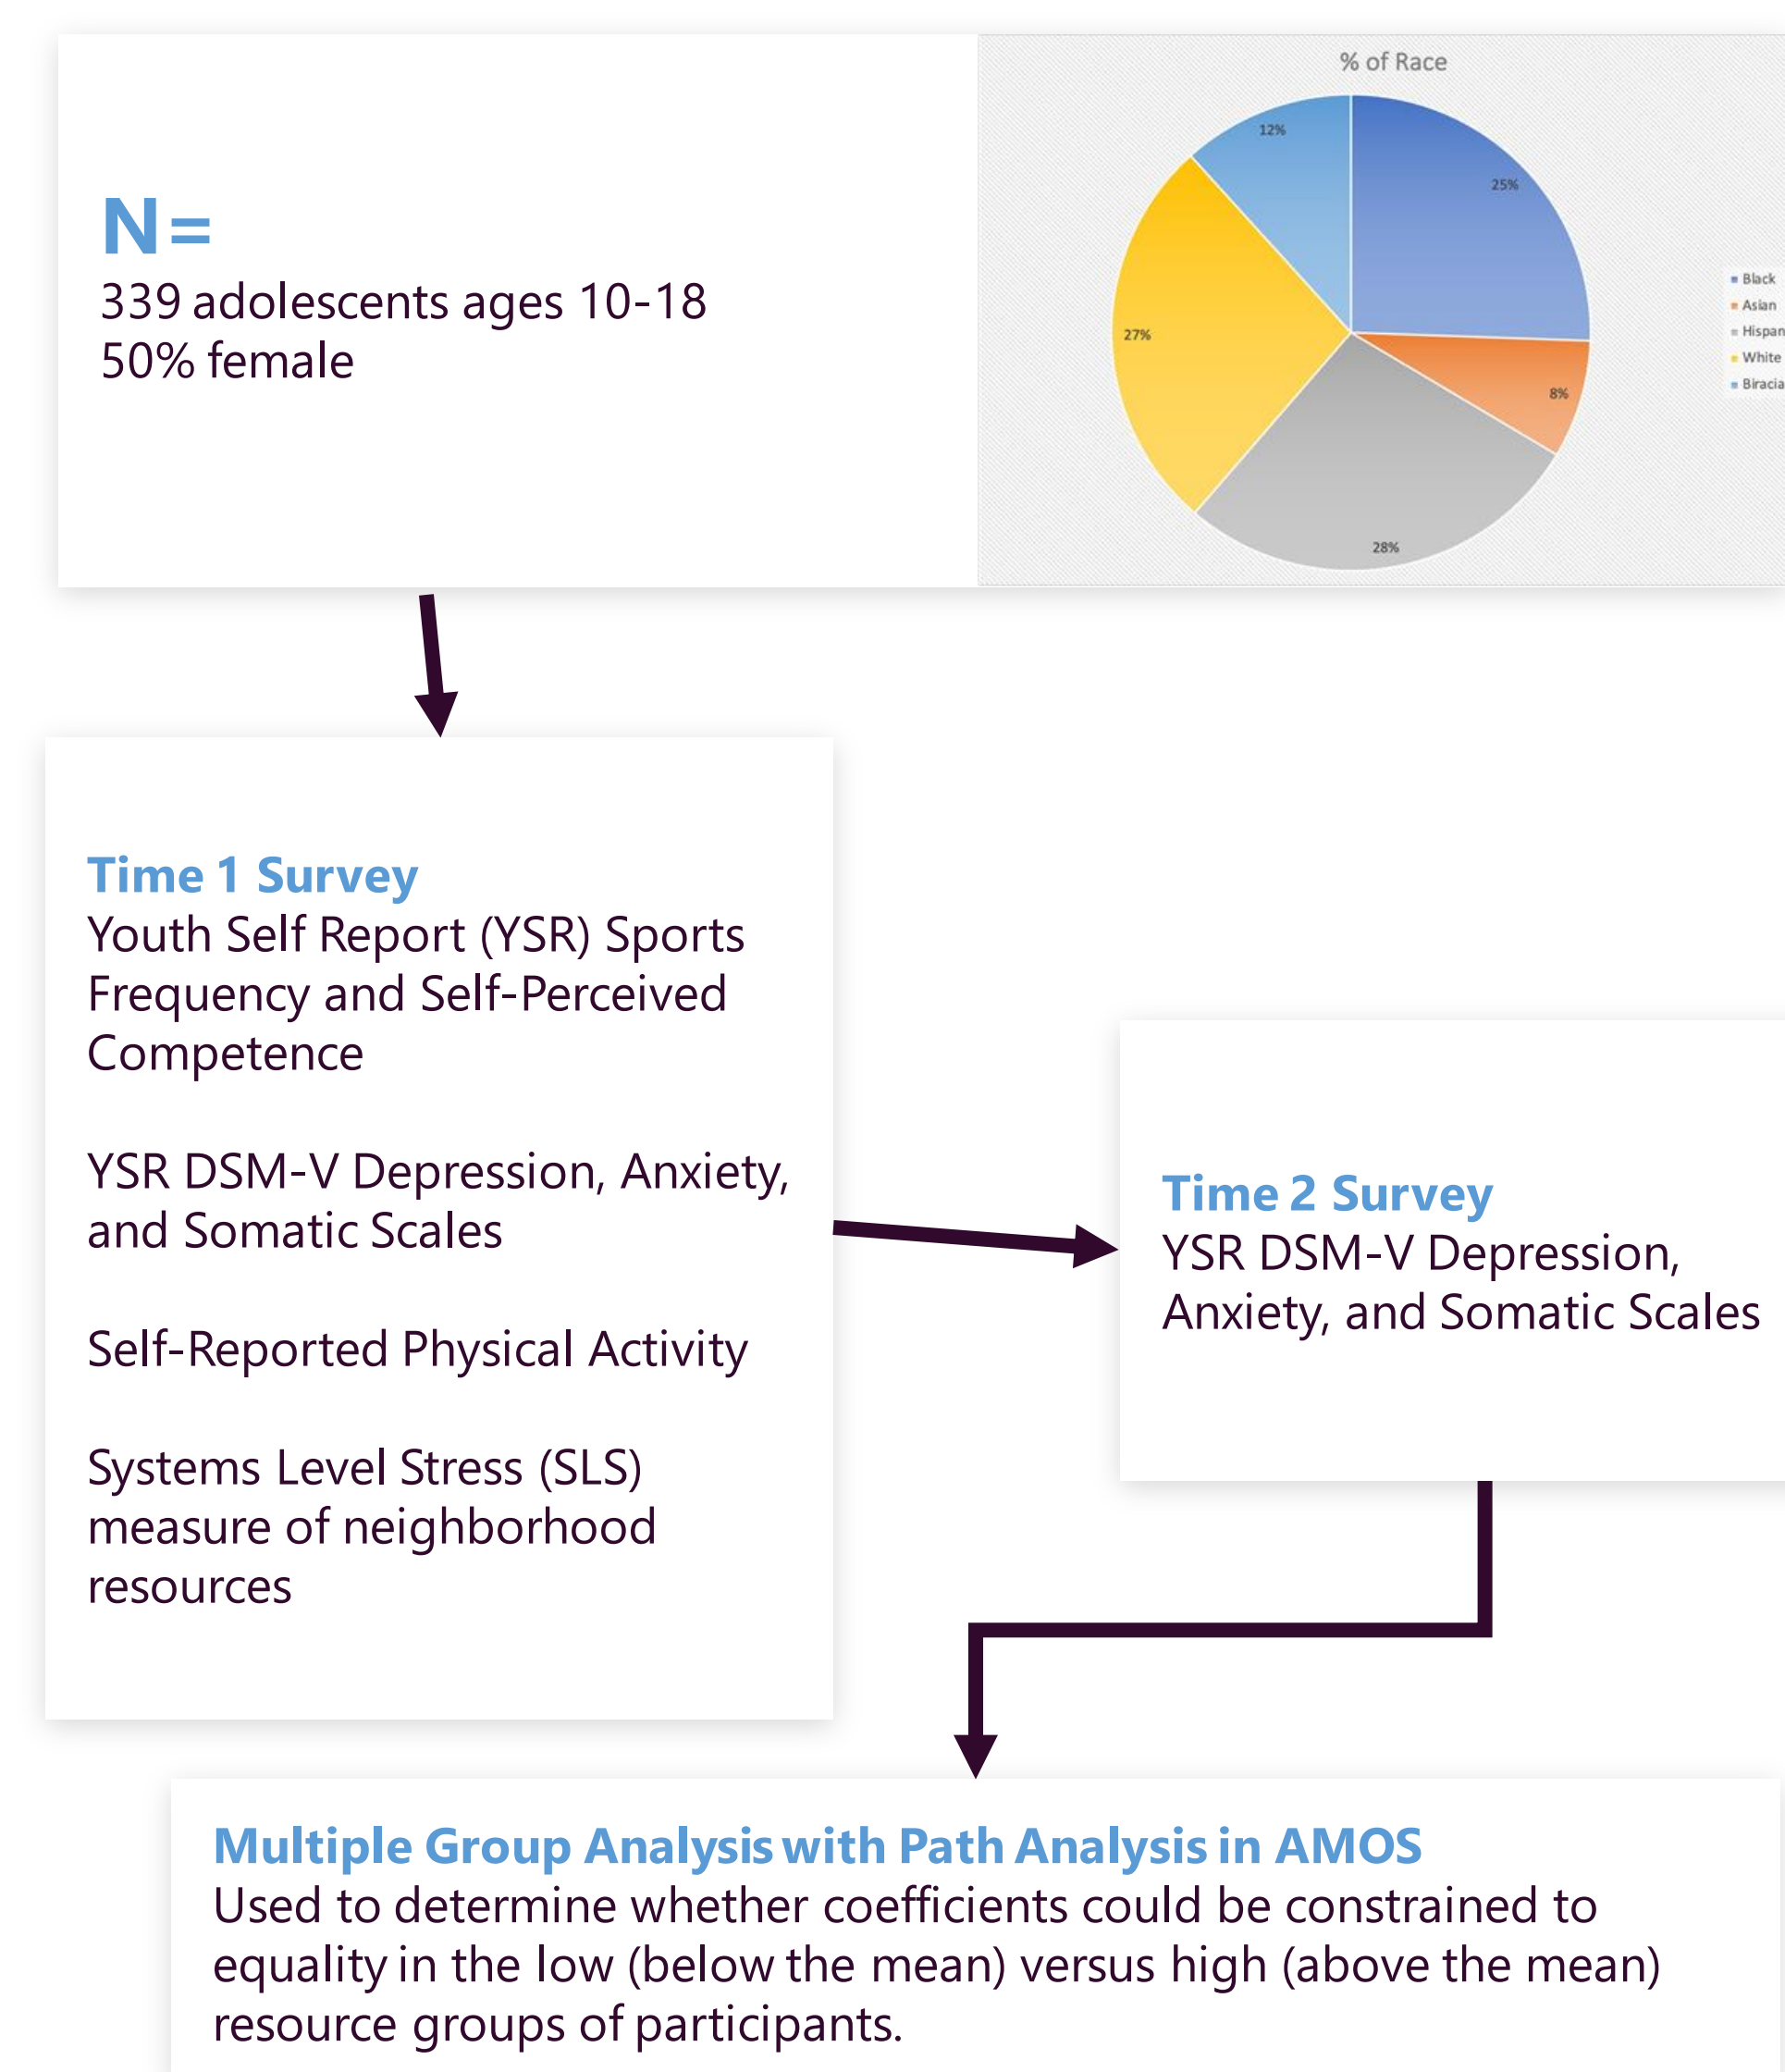 N=
339 adolescents ages 10-18
50% female
% of Race
12%
25%
27%
8%
28%
Black
Asian
Hispan
White
Biracia
Time 1 Survey
Youth Self Report (YSR) Sports
Frequency and Self-Perceived
Competence
YSR DSM-V Depression, Anxiety,
and Somatic Scales
Self-Reported Physical Activity
Systems Level Stress (SLS)
measure of neighborhood
resources
Time 2 Survey
YSR DSM-V Depression,
Anxiety, and Somatic Scales
Multiple Group Analysis with Path Analysis in AMOS
Used to determine whether coefficients could be constrained to
equality in the low (below the mean) versus high (above the mean)
resource groups of participants.